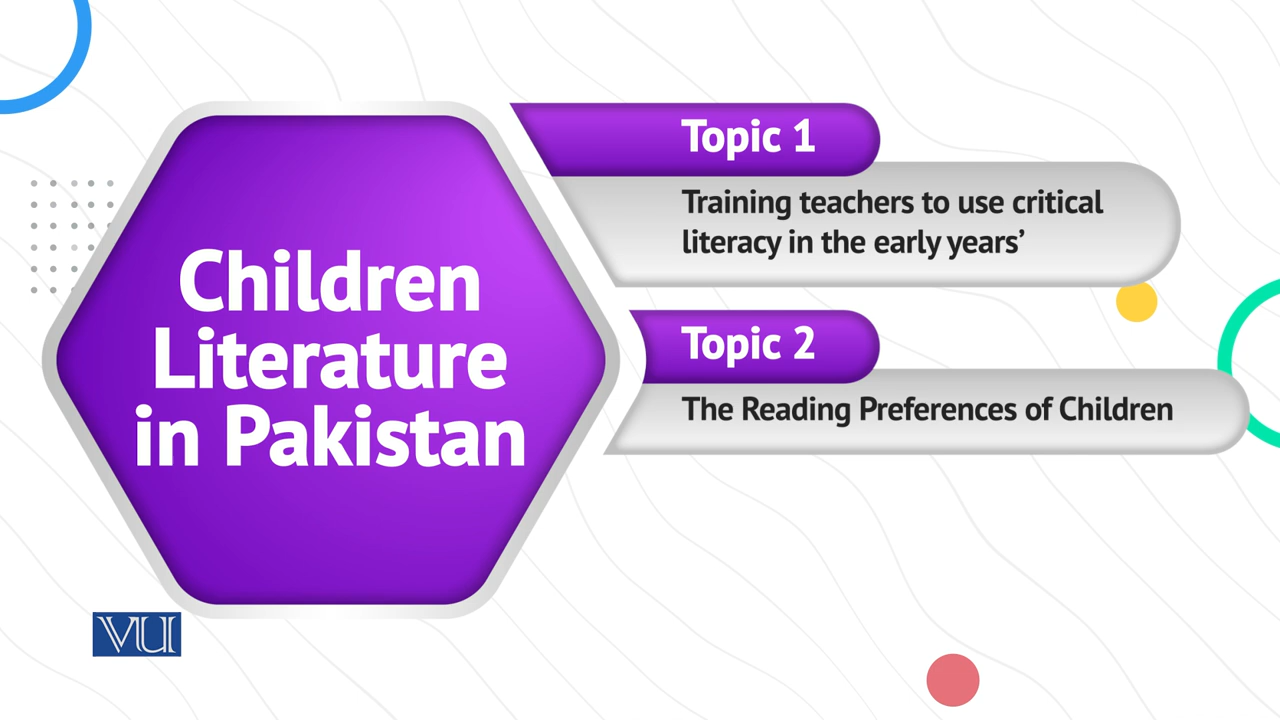 Children
Literature
in Pakistan
Topic 1
Training teachers to use critical
literacy in the early years’
Topic 2
The Reading Preferences of Children
VU